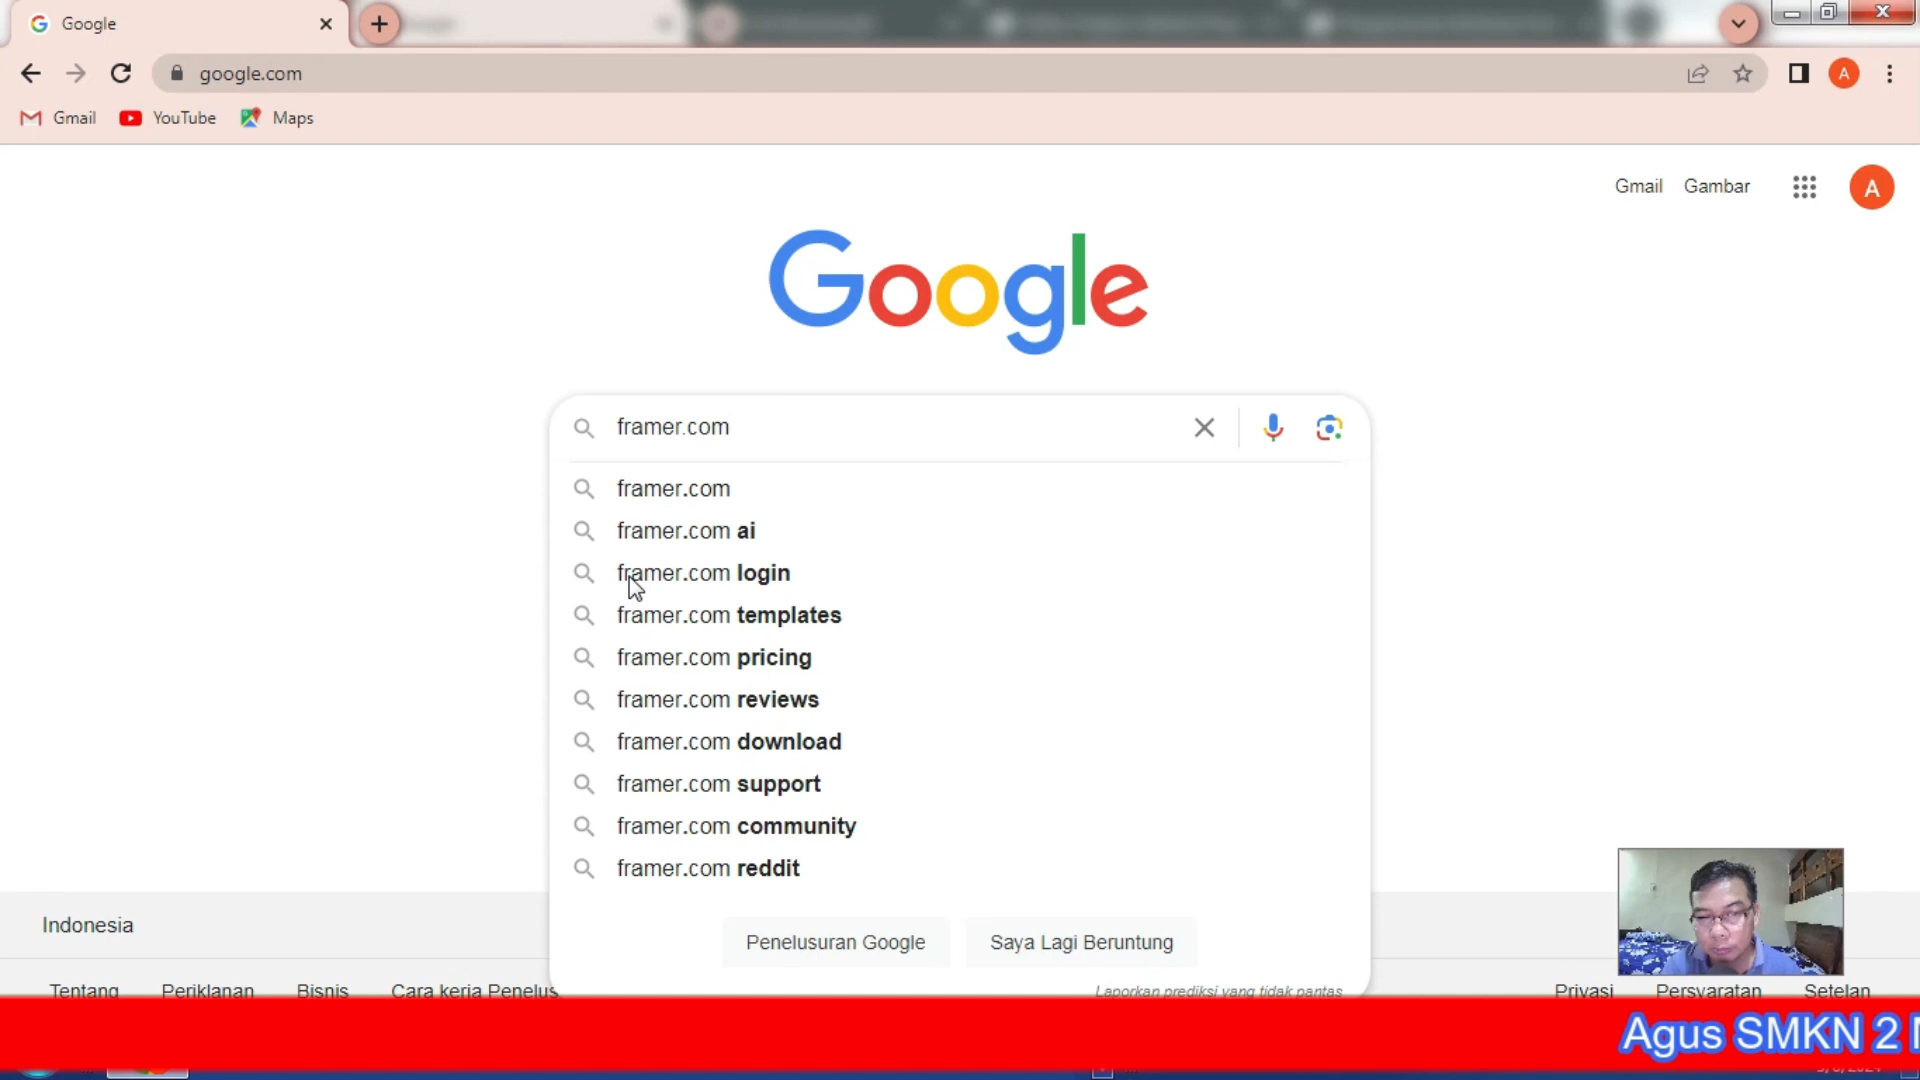 Google
google.com
A
Gmail
YouTube
Maps
Gmail
Gambar
A
Google
framer.com
framer.com
framer.com ai
framer.com login
framer.com templates
framer.com pricing
framer.com reviews
framer.com download
framer.com support
framer.com community
framer.com reddit
Penelusuran Google
Saya Lagi Beruntung
Laporkan prediksi yang tidak pantas
Indonesia
Tentang
Periklanan
Bisnis
Cara kerja Penelus
Privasi
Persyaratan
Setelan
Agus SMKN 2